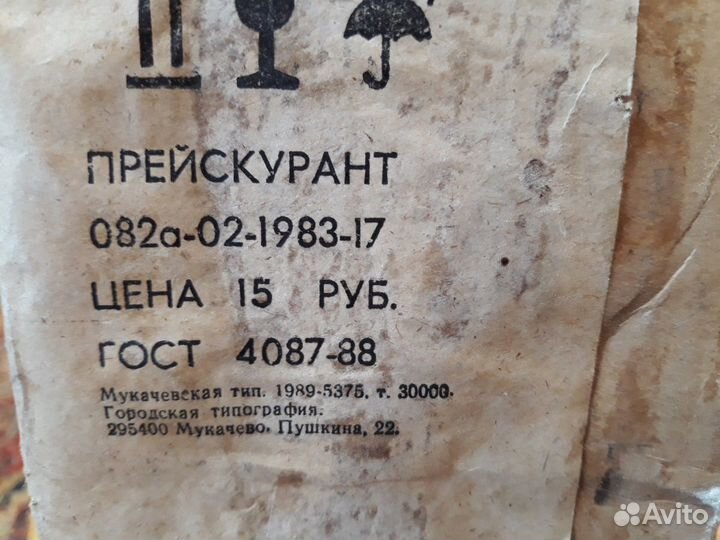 ПРЕЙСКУРАНТ
082а-02-1983-17
ЦЕНА 15 РУБ.
ГОСТ 4087-88
Мукачевская тип. 1989-5375. т. 30000.
Городская типография.
295400 Мукачево. Пушкина, 22.
Avito